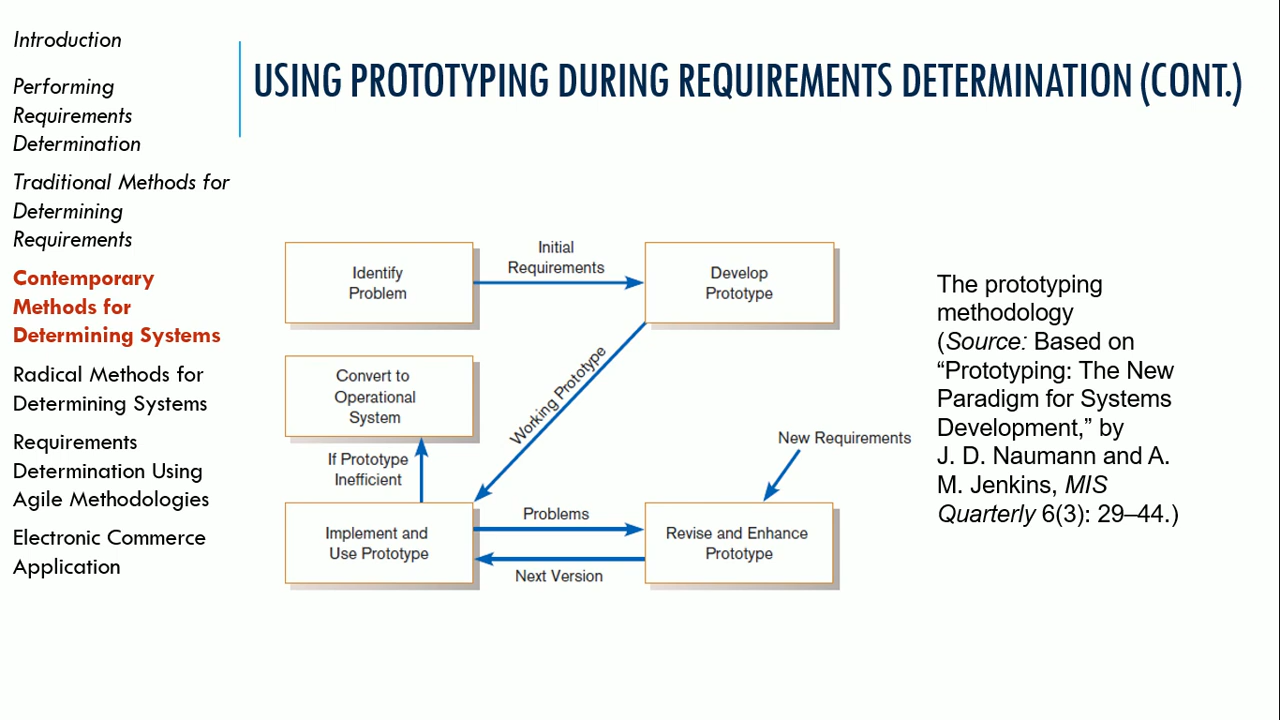 Introduction
Performing
Requirements
Determination
Traditional Methods for
Determining
Requirements
Contemporary
Methods for
Determining Systems
Radical Methods for
Determining Systems
Requirements
Determination Using
Agile Methodologies
Electronic Commerce
Application
USING PROTOTYPING DURING REQUIREMENTS DETERMINATION (CONT.)
Identify
Problem
Initial
Requirements
Develop
Prototype
Convert to
Operational
System
Working Prototype
If Prototype
Inefficient
New Requirements
Implement and
Use Prototype
Problems
Next Version
Revise and Enhance
Prototype
The prototyping
methodology
(Source: Based on
“Prototyping: The New
Paradigm for Systems
Development,” by
J. D. Naumann and A.
M. Jenkins, MIS
Quarterly 6(3): 29–44.)